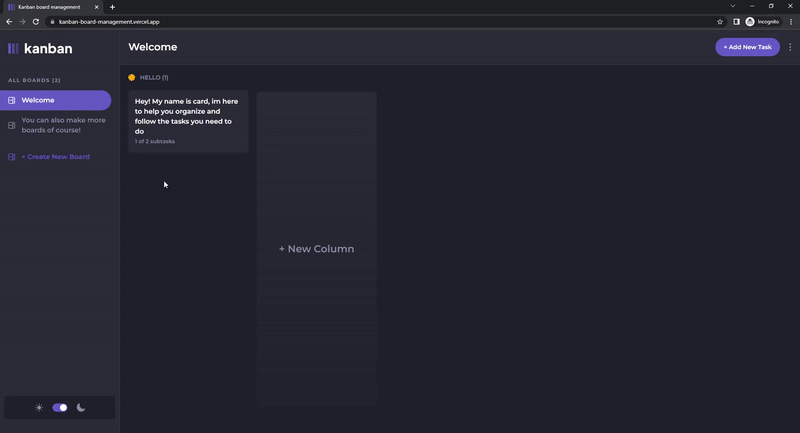 Kanban board management
kanban-board-management.vercel.app
Incognito
kanban
Welcome
+ Add New Task
ALL BOARDS (2)
Welcome
You can also make more
boards of course!
+ Create New Board
HELLO (1)
Hey! My name is card, im here
to help you organize and
follow the tasks you need to
do
1 of 2 subtasks
+ New Column